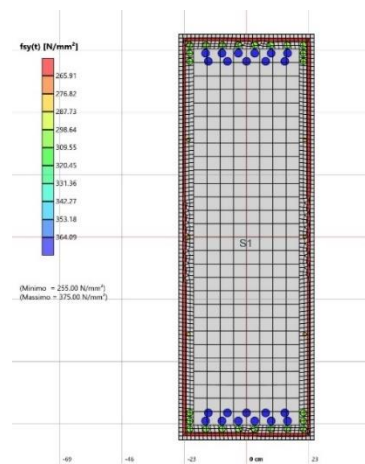 fsy(t) [N/mm²]
265.91
276.82
287.73
298.64
309.55
320.45
331.36
342.27
353.18
364.09
S1
(Minimo = 255.00 N/mm²)
(Massimo = 375.00 N/mm²)
-69 -46 -23 0 cm 23